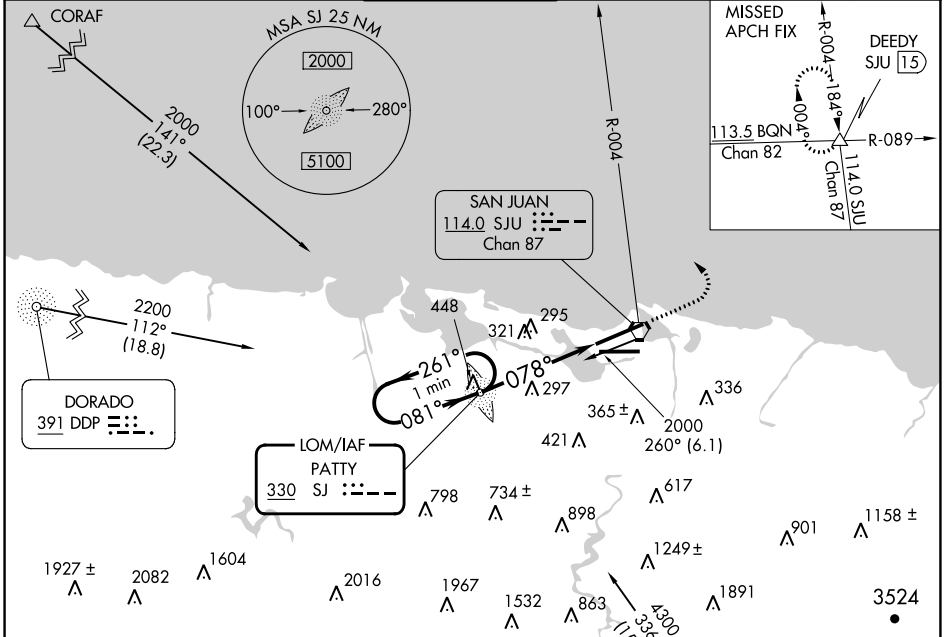 CORAF
2000
141°
(22.3)
MSA SJ 25 NM
2000
100°
280°
5100
R-004
MISSED
APCH FIX
R-004
DEEDY
SJU 15
184°
004°
113.5 BQN
Chan 82
R-089
114.0 SJU
Chan 87
SAN JUAN
114.0 SJU
Chan 87
2200
112°
(18.8)
DORADO
391 DDP
448
321
295
261°
1 min
081°
078°
297
336
365 ±
2000
260° (6.1)
421
LOM/IAF
PATTY
330 SJ
798
734 ±
898
617
901
1158 ±
1249±
1927 ±
2082
1604
2016
1967
1532
863
4300
1891
3524